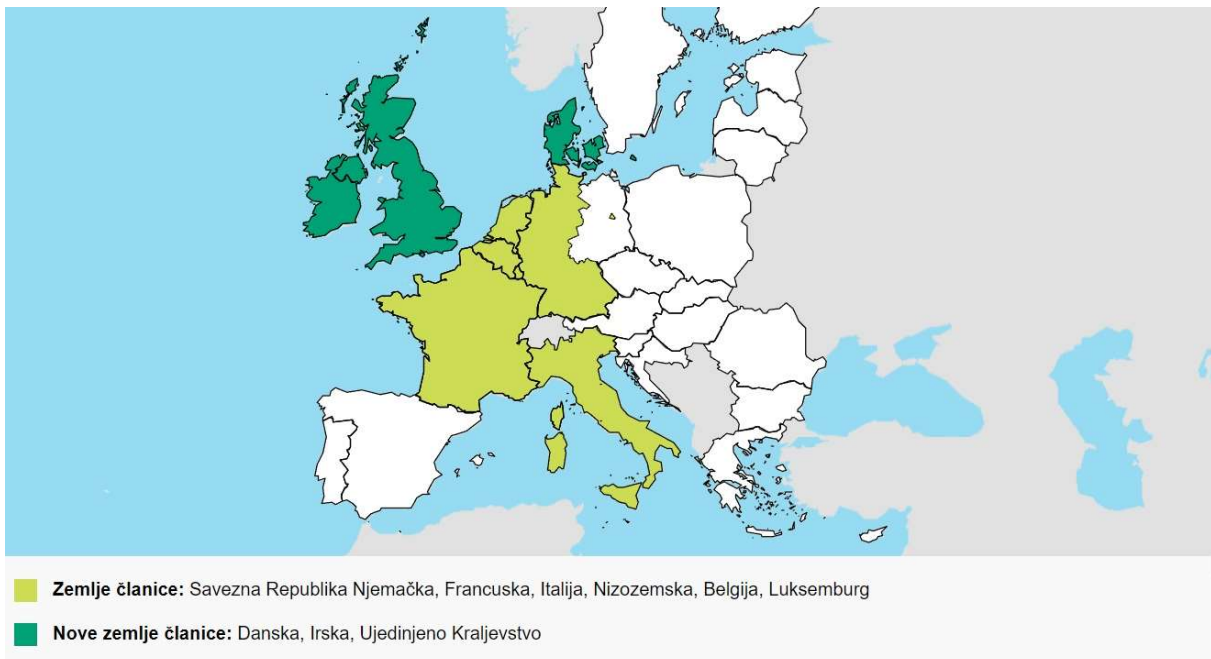 Zemlje članice: Savezna Republika Njemačka, Francuska, Italija, Nizozemska, Belgija, Luksemburg
Nove zemlje članice: Danska, Irska, Ujedinjeno Kraljevstvo